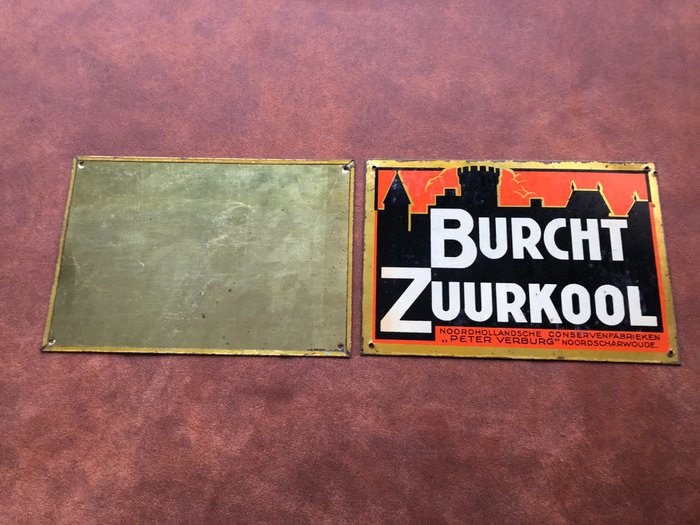 BURCHT
ZUURKOOL
NOORDHOLLANDSCHE CONSERVENFABRIEKEN
„PETER VERBURG" NOORDSCHARWOUDE.